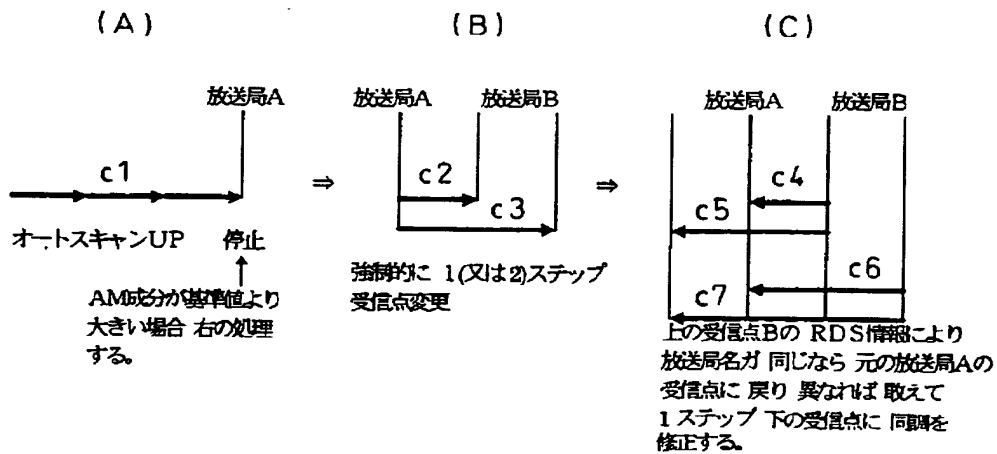 (A)
放送局A
c1
オートスキャンUP 停止
AM成分が基準値より
大きい場合 右の処理
する。
⇒
(B)
放送局A 放送局B
c2
c3
強制的に 1(又は2)ステップ
受信点変更
⇒
(C)
放送局A 放送局B
c4
c5
c6
c7
上の受信点Bの RDS情報により
放送局名が 同じなら 元の放送局Aの
受信点に 戻り 異なれば 敢えて
1ステップ 下の受信点に 同調を
修正する。